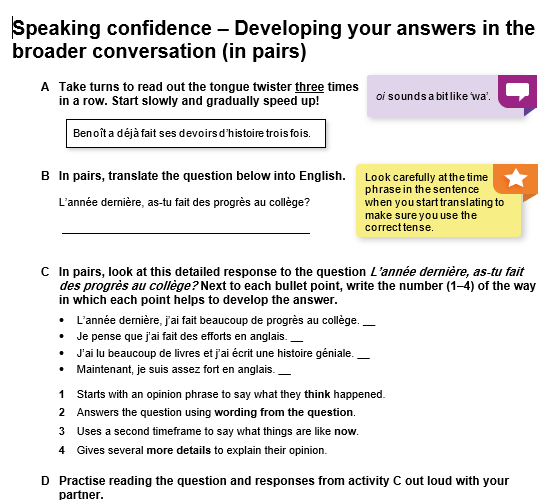 Speaking confidence – Developing your answers in the
broader conversation (in pairs)
A Take turns to read out the tongue twister three times
in a row. Start slowly and gradually speed up!
oi sounds a bit like 'wa'.
Benoît a déjà fait ses devoirs d'histoire trois fois.
B In pairs, translate the question below into English.
L'année dernière, as-tu fait des progrès au collège?
Look carefully at the time
phrase in the sentence
when you start translating to
make sure you use the
correct tense.
C In pairs, look at this detailed response to the question L'année dernière, as-tu fait
des progrès au collège? Next to each bullet point, write the number (1–4) of the way
in which each point helps to develop the answer.
• L'année dernière, j'ai fait beaucoup de progrès au collège. __
• Je pense que j'ai fait des efforts en anglais. __
• J'ai lu beaucoup de livres et j'ai écrit une histoire géniale. __
• Maintenant, je suis assez fort en anglais. __
1 Starts with an opinion phrase to say what they think happened.
2 Answers the question using wording from the question.
3 Uses a second timeframe to say what things are like now.
4 Gives several more details to explain their opinion.
D Practise reading the question and responses from activity C out loud with your
partner.